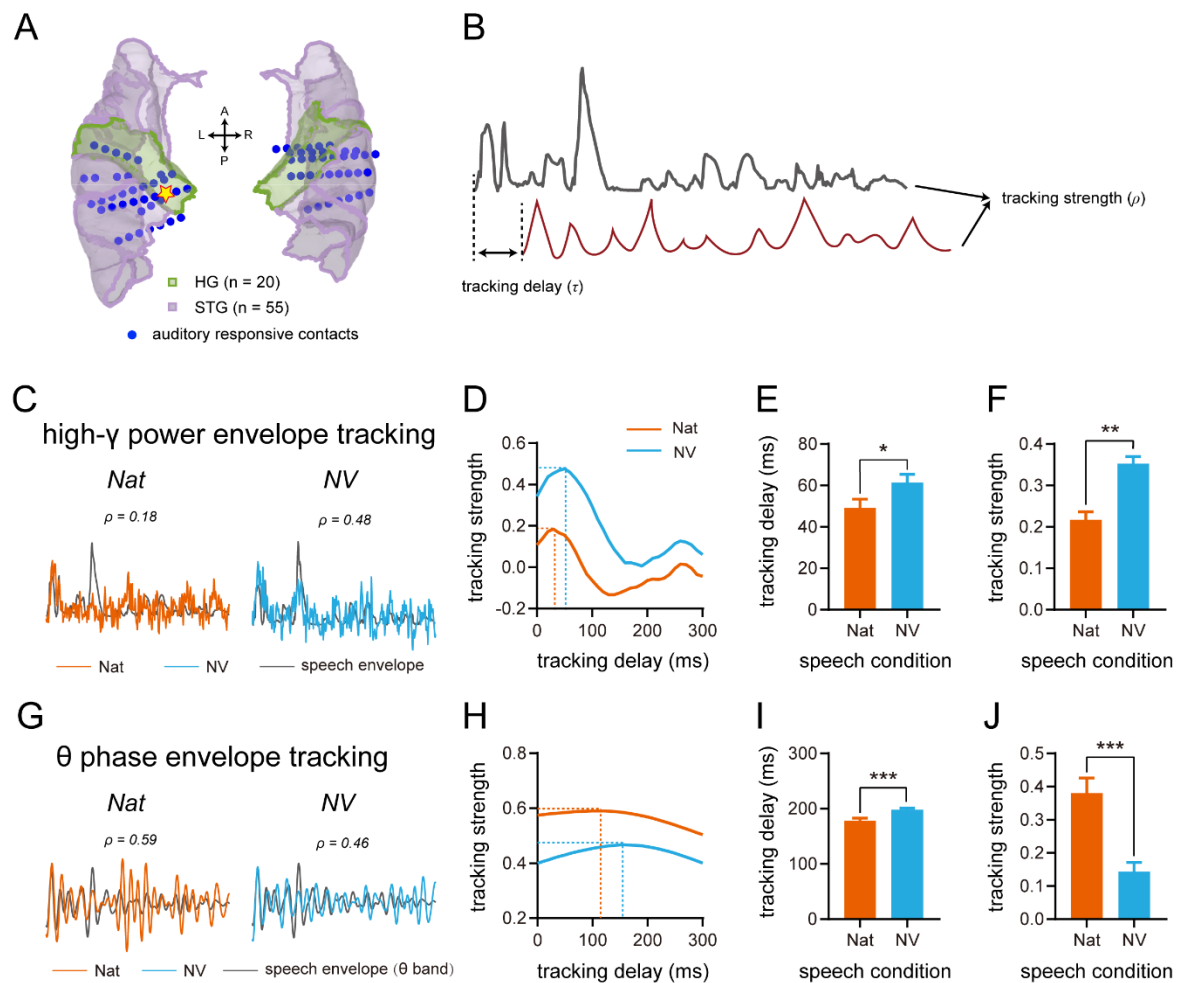 A
A
L R
P
HG (n = 20)
STG (n = 55)
auditory responsive contacts
B
tracking strength (ρ)
tracking delay (τ)
C
high-γ power envelope tracking
Nat NV
ρ = 0.18 ρ = 0.48
Nat NV speech envelope
D
Nat
NV
tracking strength
0.6
0.4
0.2
0.0
-0.2
0 100 200 300
tracking delay (ms)
E
*
tracking delay (ms)
80
60
40
20
0
Nat NV
speech condition
F
**
tracking strength
0.4
0.3
0.2
0.1
0.0
Nat NV
speech condition
G
θ phase envelope tracking
Nat NV
ρ = 0.59 ρ = 0.46
Nat NV speech envelope (θ band)
H
tracking strength
0.8
0.6
0.4
0.2
0 100 200 300
tracking delay (ms)
I
***
tracking delay (ms)
300
200
100
0
Nat NV
speech condition
J
***
tracking strength
0.5
0.4
0.3
0.2
0.1
0.0
Nat NV
speech condition